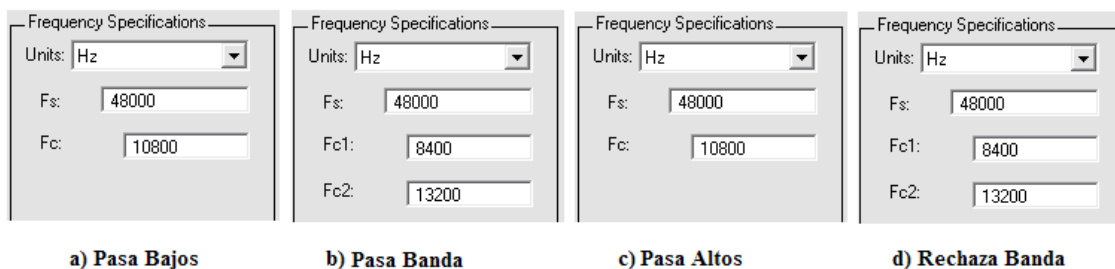 Frequency Specifications
Units: Hz
Fs: 48000
Fc: 10800
a) Pasa Bajos
Frequency Specifications
Units: Hz
Fs: 48000
Fc1: 8400
Fc2: 13200
b) Pasa Banda
Frequency Specifications
Units: Hz
Fs: 48000
Fc: 10800
c) Pasa Altos
Frequency Specifications
Units: Hz
Fs: 48000
Fc1: 8400
Fc2: 13200
d) Rechaza Banda